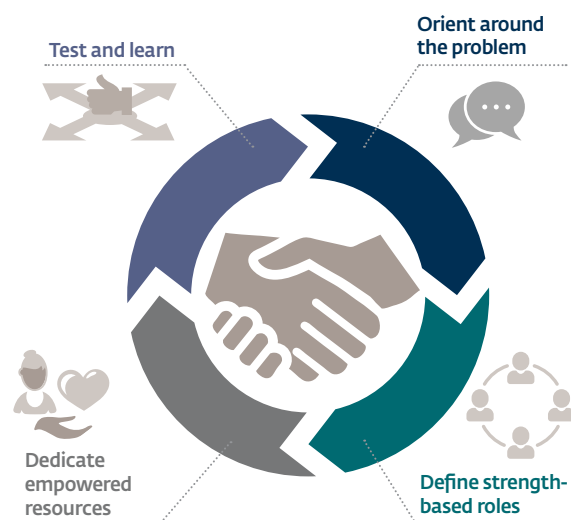 Test and learn
Orient around
the problem
Dedicate
empowered
resources
Define strength-
based roles